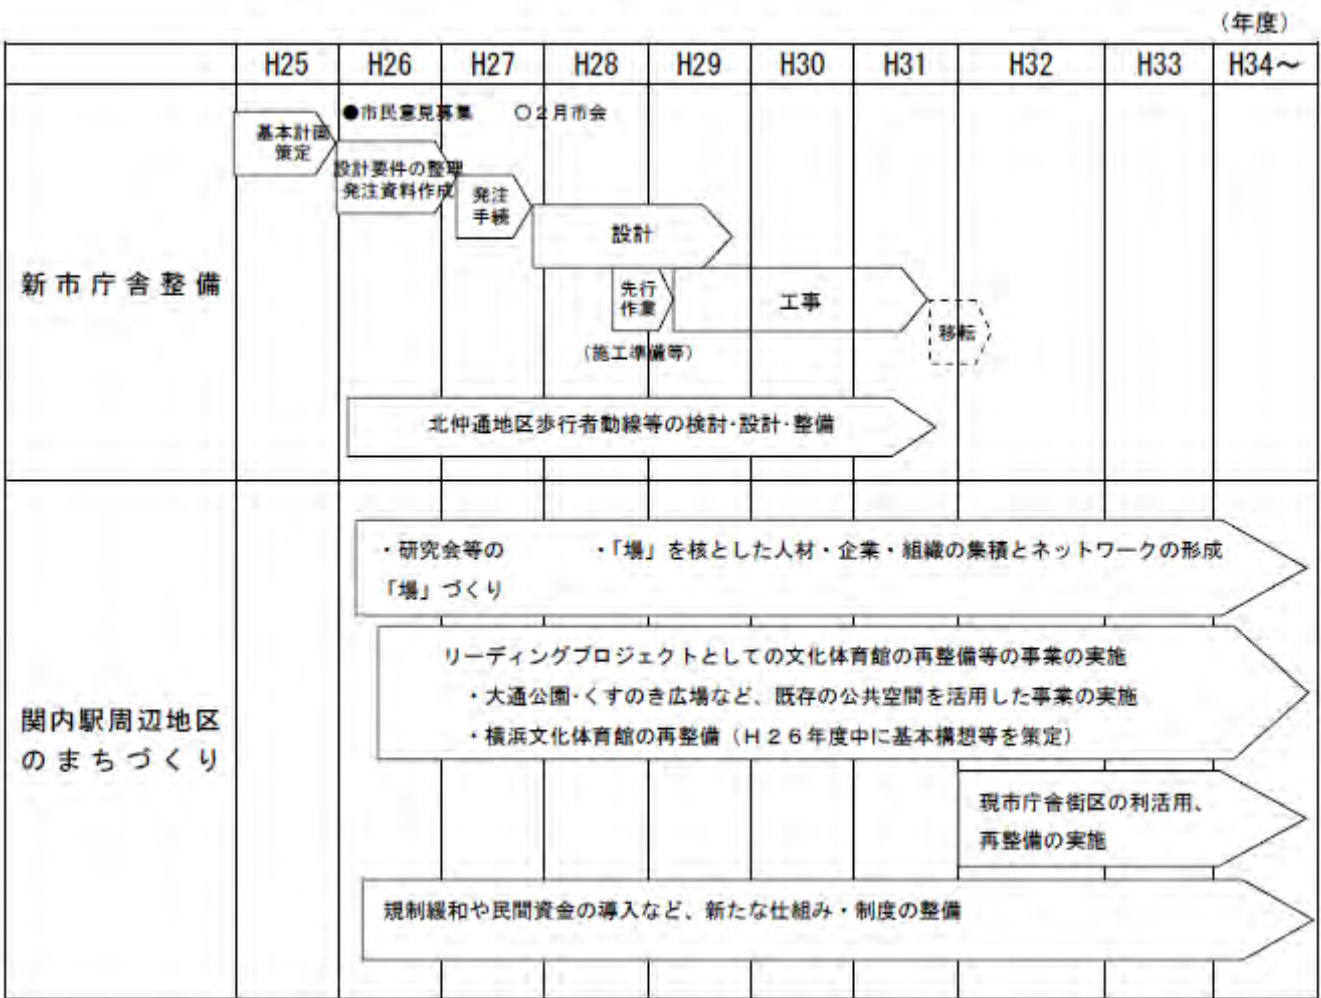 (年度)
H25 H26 H27 H28 H29 H30 H31 H32 H33 H34～
●市民意見募集 ○2月市会
基本計画
策定
設計要件の整理
発注資料作成
発注
手続
設計
新市庁舎整備
先行
作業
工事
移転
(施工準備等)
北仲通地区歩行者動線等の検討・設計・整備
・研究会等の ・「場」を核とした人材・企業・組織の集積とネットワークの形成
「場」づくり
リーディングプロジェクトとしての文化体育館の再整備等の事業の実施
・大通公園・くすのき広場など、既存の公共空間を活用した事業の実施
・横浜文化体育館の再整備(H26年度中に基本構想等を策定)
関内駅周辺地区
のまちづくり
現市庁舎街区の利活用、
再整備の実施
規制緩和や民間資金の導入など、新たな仕組み・制度の整備